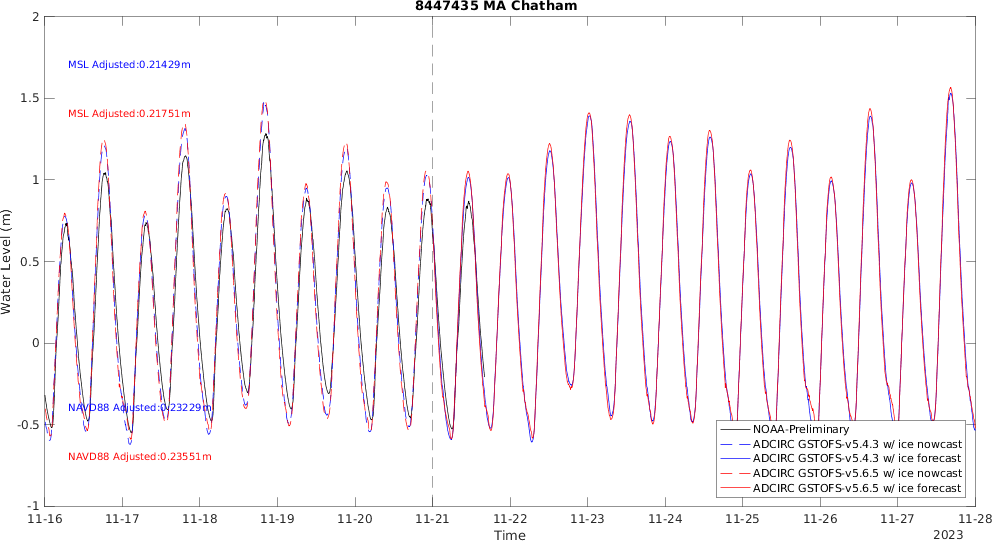 8447435 MA Chatham
2
1.5
1
0.5
0
-0.5
-1
Water Level (m)
MSL Adjusted:0.21429m
MSL Adjusted:0.21751m
NAVD88 Adjusted:0.23229m
NAVD88 Adjusted:0.23551m
NOAA-Preliminary
ADCIRC GSTOFS-v5.4.3 w/ ice nowcast
ADCIRC GSTOFS-v5.4.3 w/ ice forecast
ADCIRC GSTOFS-v5.6.5 w/ ice nowcast
ADCIRC GSTOFS-v5.6.5 w/ ice forecast
11-16 11-17 11-18 11-19 11-20 11-21 11-22 11-23 11-24 11-25 11-26 11-27 11-28
Time
2023